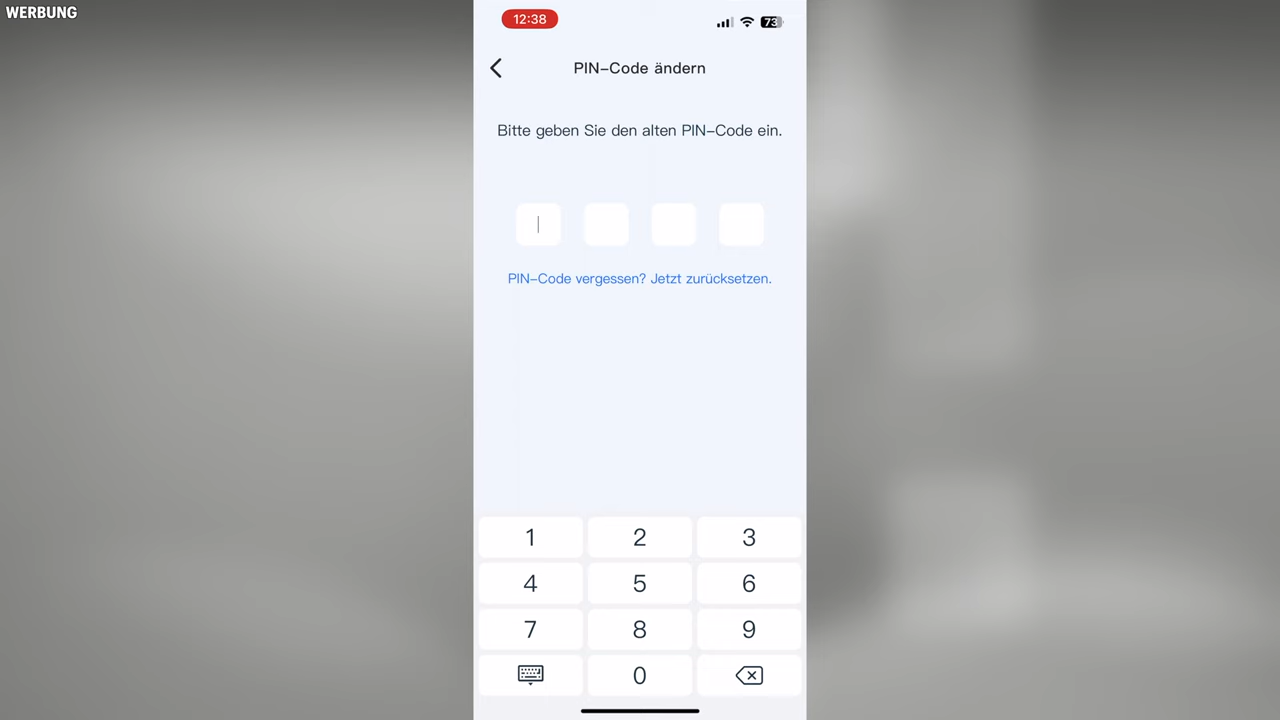 WERBUNG
12:38
73
PIN-Code ändern
Bitte geben Sie den alten PIN-Code ein.
PIN-Code vergessen? Jetzt zurücksetzen.
1 2 3
4 5 6
7 8 9
0